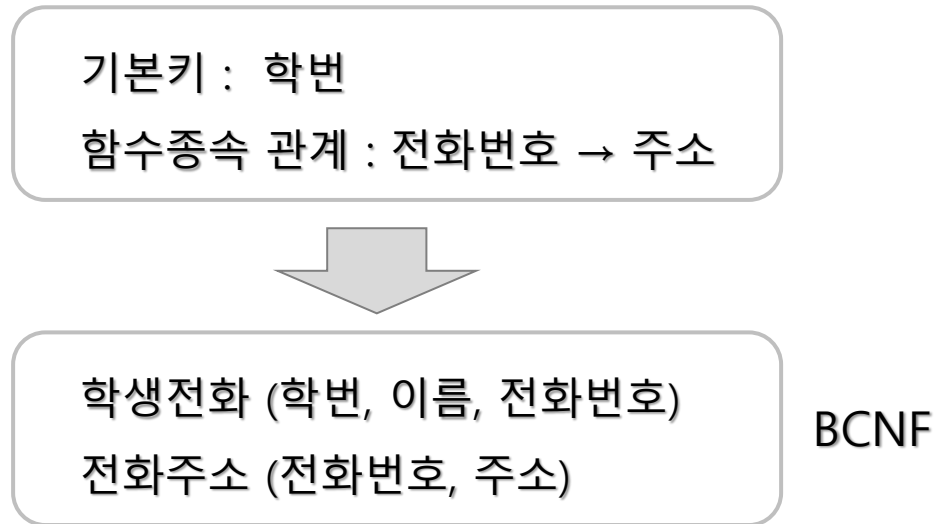 기본키 : 학번
함수종속 관계 : 전화번호 → 주소
학생전화 (학번, 이름, 전화번호)
전화주소 (전화번호, 주소)
BCNF